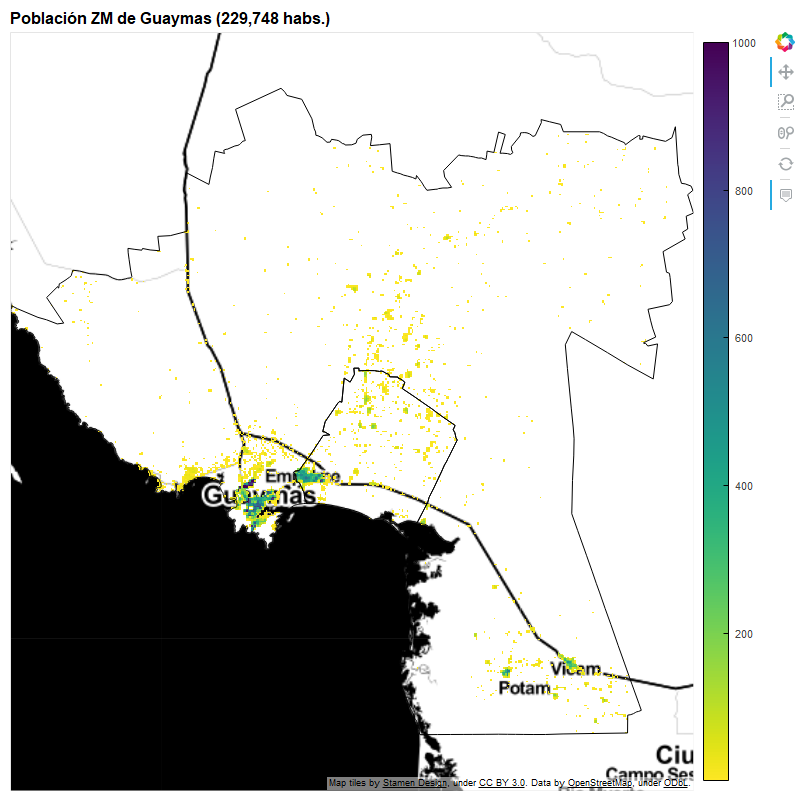 Población ZM de Guaymas (229,748 habs.)
1000
800
600
400
200
Guaymas
Vicam
Potam
Ciu
Campo Ses
Map tiles by Stamen Design, under CC BY 3.0. Data by OpenStreetMap, under ODbL.